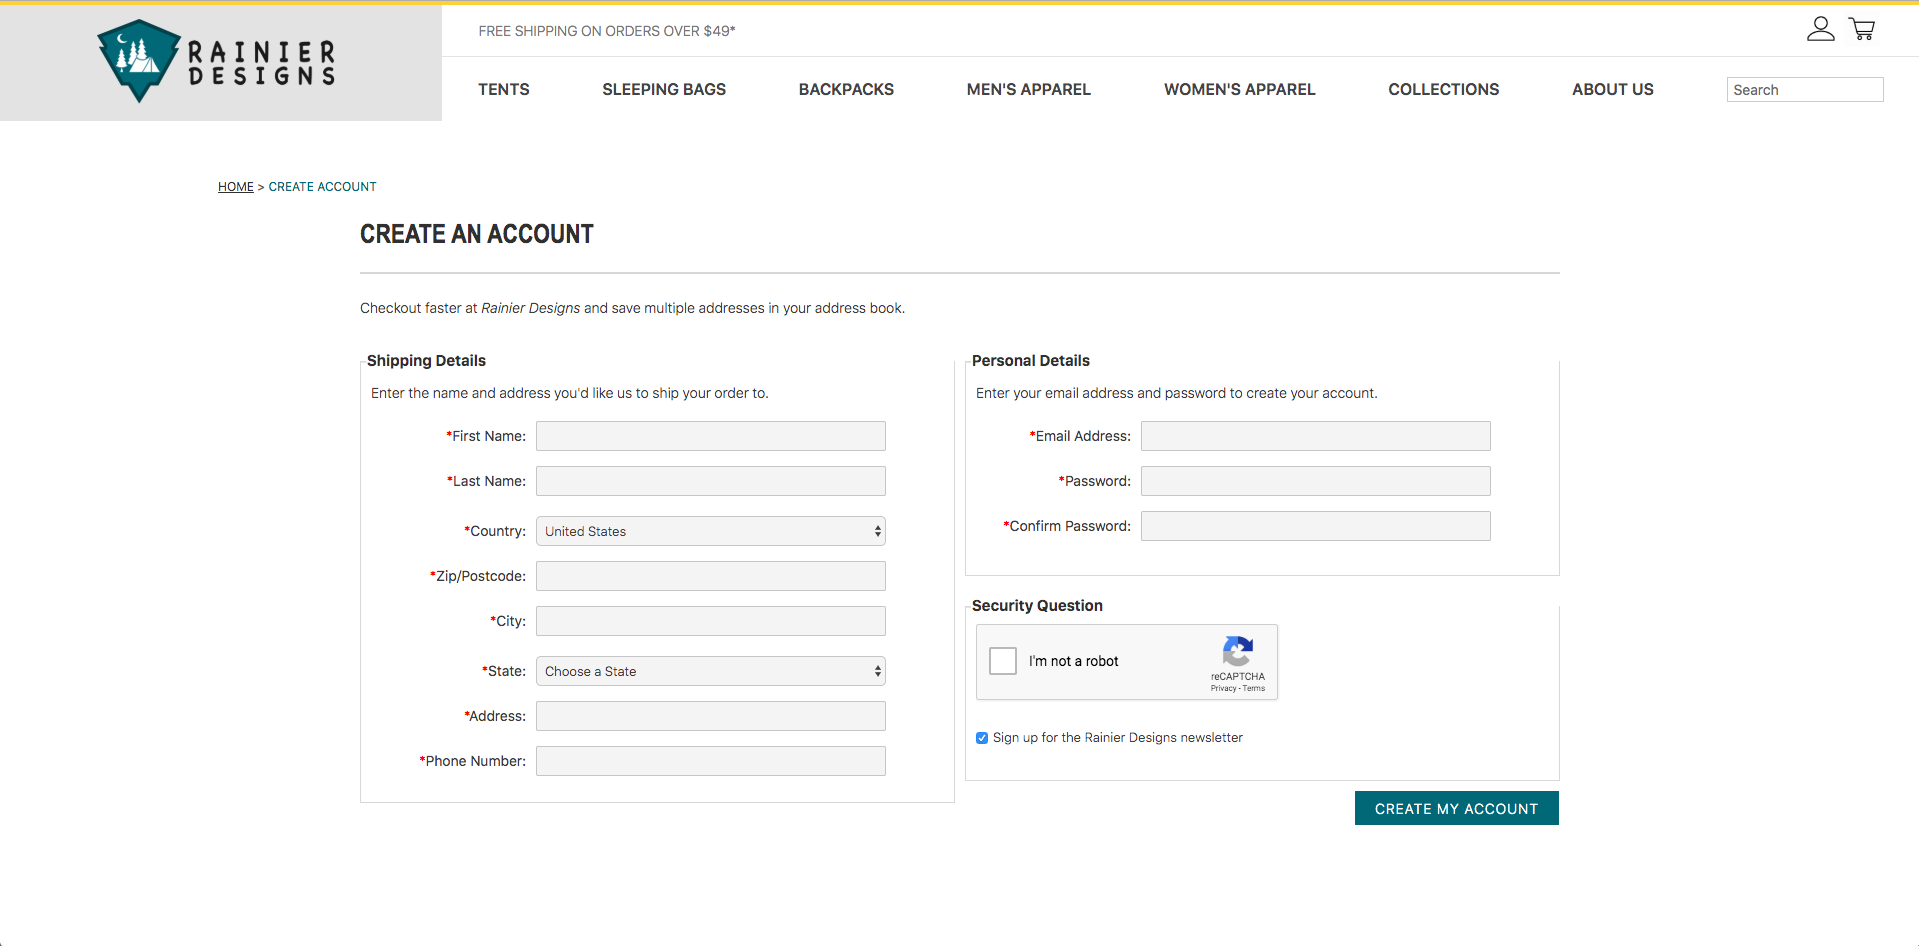 RAINIER
DESIGNS
FREE SHIPPING ON ORDERS OVER $49*
TENTS
SLEEPING BAGS
BACKPACKS
MEN'S APPAREL
WOMEN'S APPAREL
COLLECTIONS
ABOUT US
Search
HOME > CREATE ACCOUNT
CREATE AN ACCOUNT
Checkout faster at Rainier Designs and save multiple addresses in your address book.
Shipping Details
Enter the name and address you'd like us to ship your order to.
*First Name:
*Last Name:
*Country: United States
*Zip/Postcode:
*City:
*State: Choose a State
*Address:
*Phone Number:
Personal Details
Enter your email address and password to create your account.
*Email Address:
*Password:
*Confirm Password:
Security Question
I'm not a robot
reCAPTCHA
Privacy - Terms
Sign up for the Rainier Designs newsletter
CREATE MY ACCOUNT